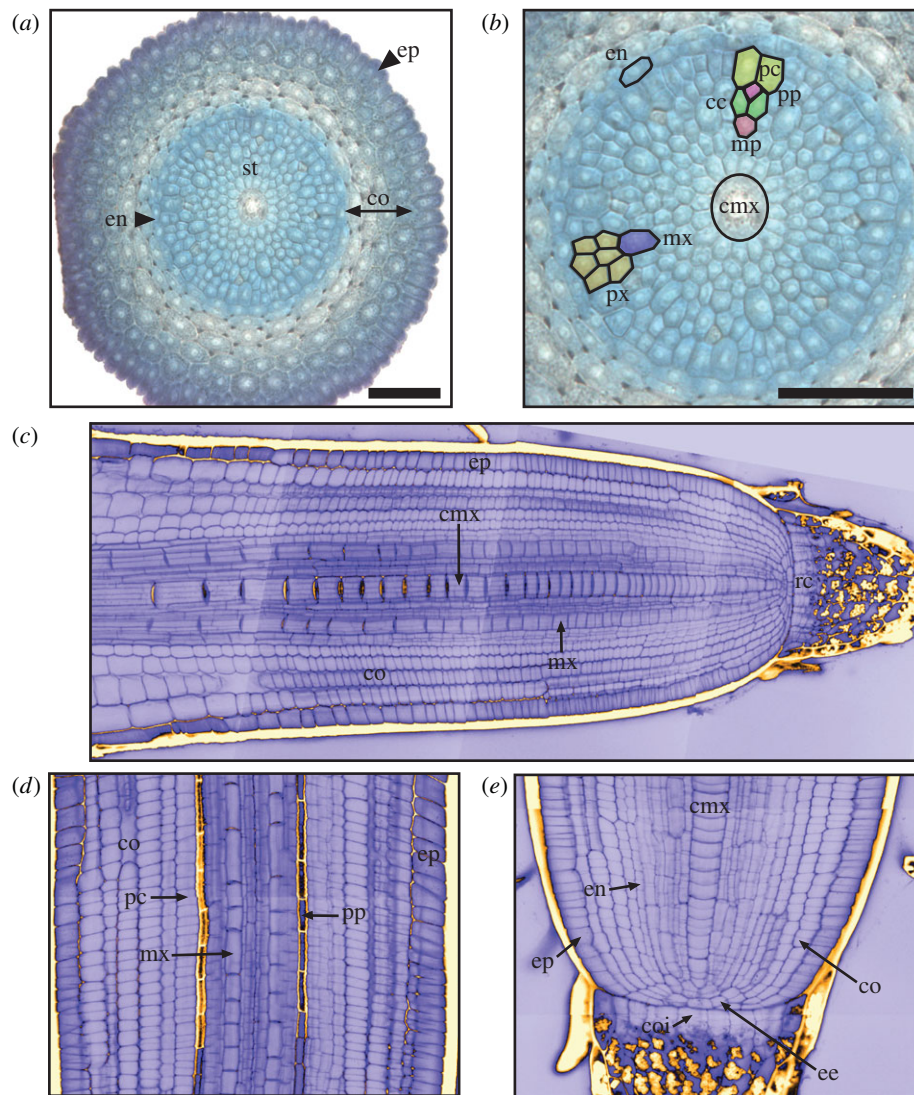 (a)
ep
st
co
en
(b)
en
pc
cc
pp
mp
cmx
mx
px
(c)
ep
cmx
rc
mx
co
(d)
co
ep
pc
pp
mx
(e)
cmx
en
ep
co
coi
ee